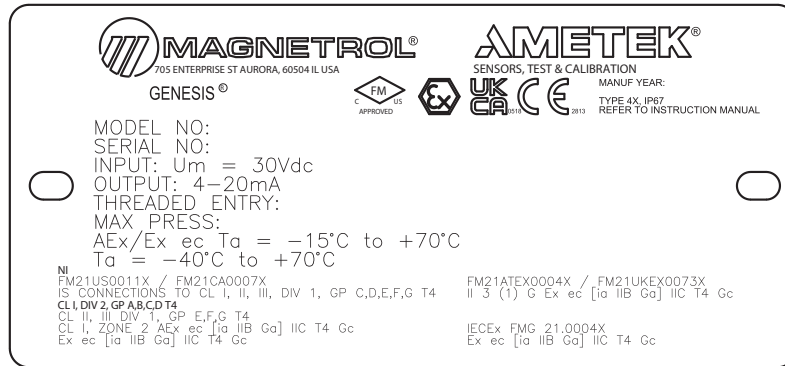 MAGNETROL®
705 ENTERPRISE ST AURORA, 60504 IL USA
GENESIS ®
AMETEK®
SENSORS, TEST & CALIBRATION
C FM US
APPROVED
Ex
UK
CA 0518
CE 2813
MANUF YEAR:
TYPE 4X, IP67
REFER TO INSTRUCTION MANUAL
MODEL NO:
SERIAL NO:
INPUT: Um = 30Vdc
OUTPUT: 4-20mA
THREADED ENTRY:
MAX PRESS:
AEx/Ex ec Ta = -15°C to +70°C
Ta = -40°C to +70°C
NI
FM21US0011X / FM21CA0007X
IS CONNECTIONS TO CL I, II, III, DIV 1, GP C,D,E,F,G T4
CL I, DIV 2, GP A,B,C,D T4
CL II, III DIV 1, GP E,F,G T4
CL I, ZONE 2 AEx ec [ia IIB Ga] IIC T4 Gc
Ex ec [ia IIB Ga] IIC T4 Gc
FM21ATEX0004X / FM21UKEX0073X
II 3 (1) G Ex ec [ia IIB Ga] IIC T4 Gc
IECEx FMG 21.0004X
Ex ec [ia IIB Ga] IIC T4 Gc